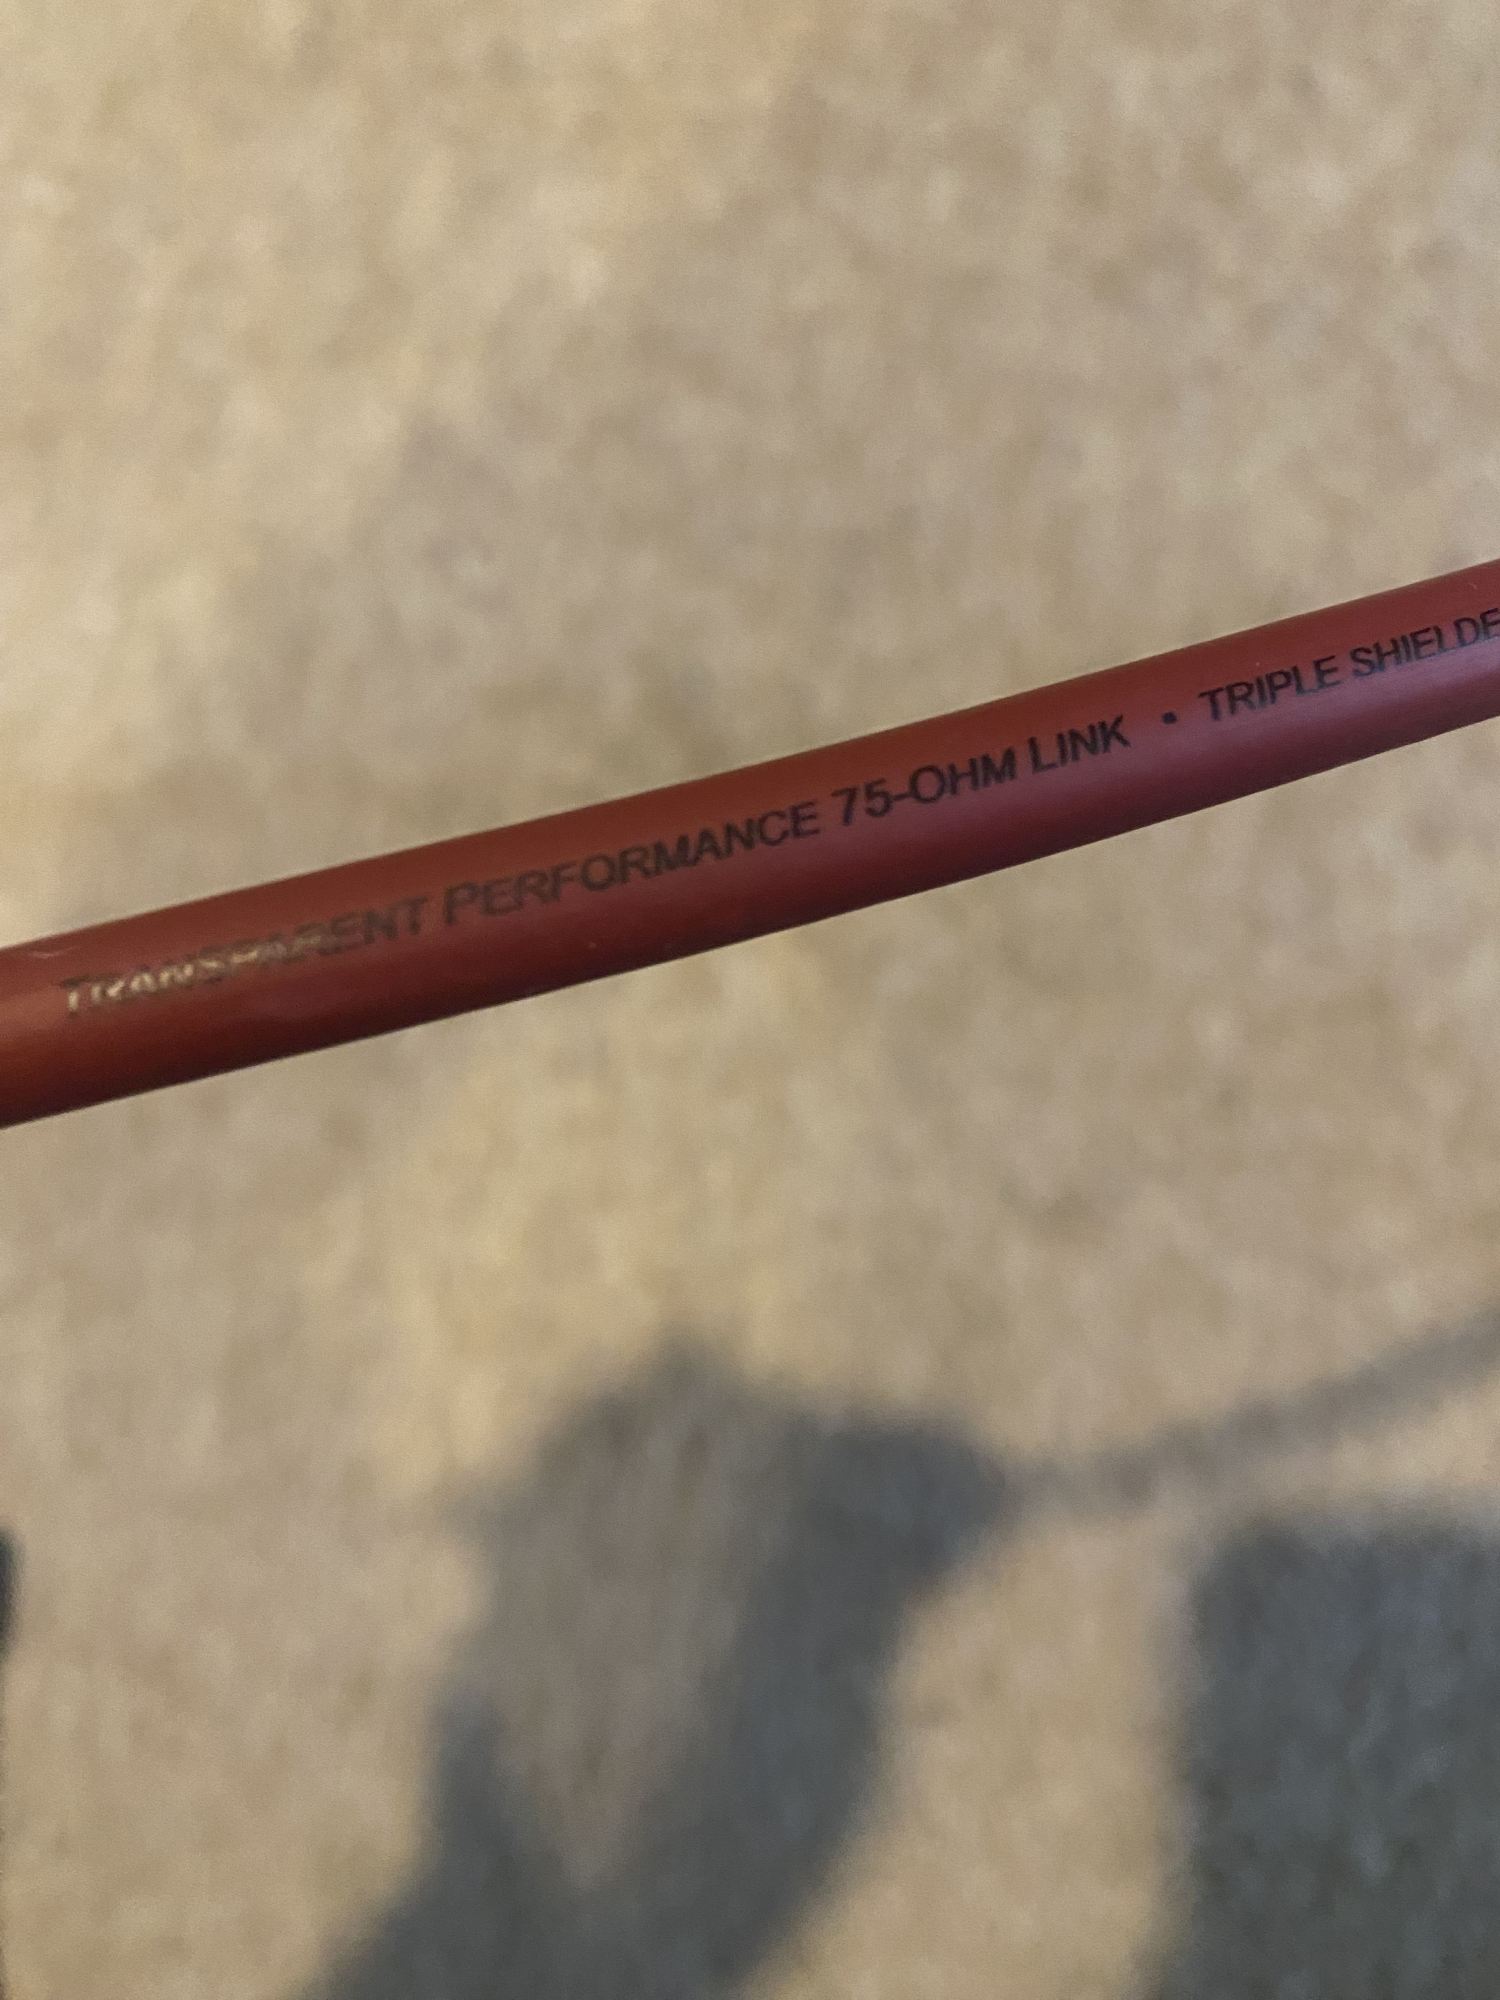 TRANSPARENT PERFORMANCE 75-OHM LINK • TRIPLE SHIELDE